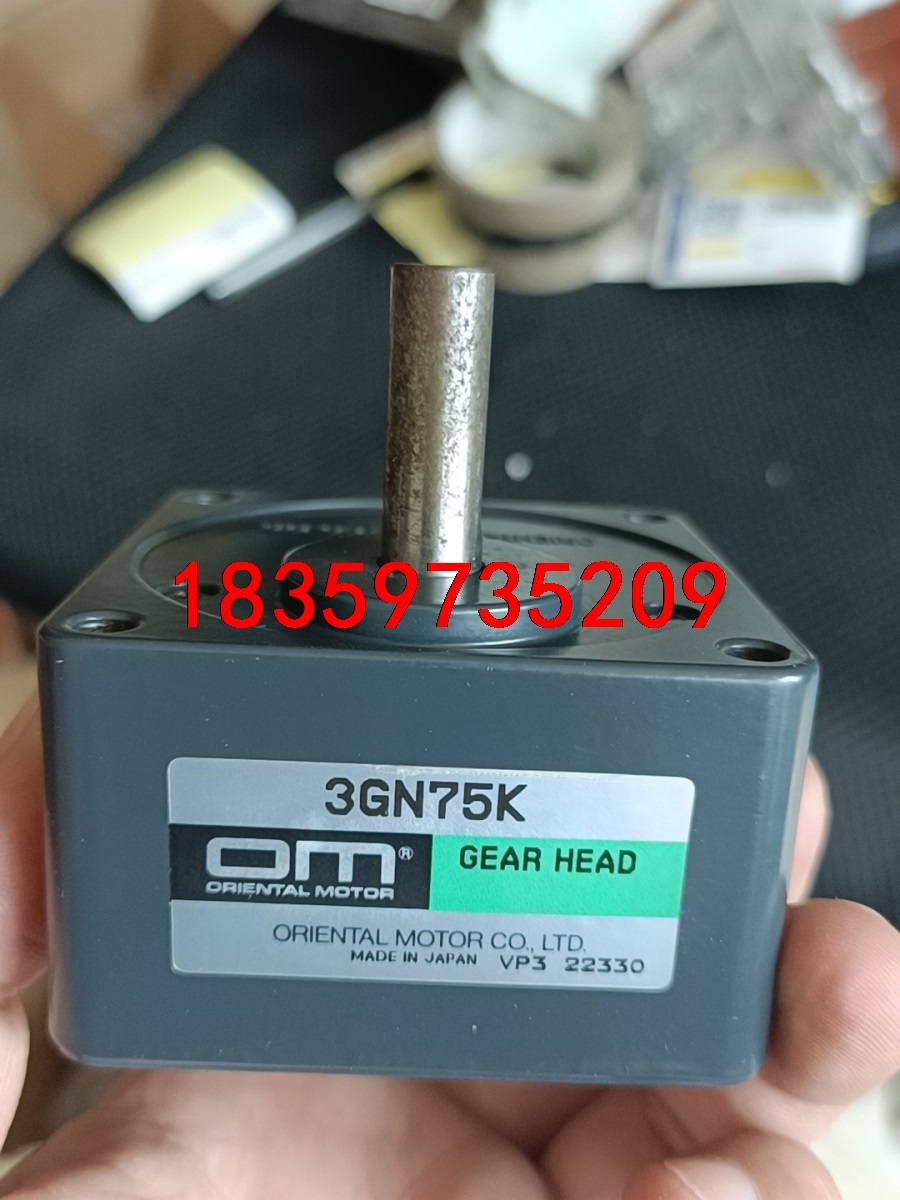 18359735209
3GN75K
OM®
ORIENTAL MOTOR
GEAR HEAD
ORIENTAL MOTOR CO., LTD.
MADE IN JAPAN VP3 22330